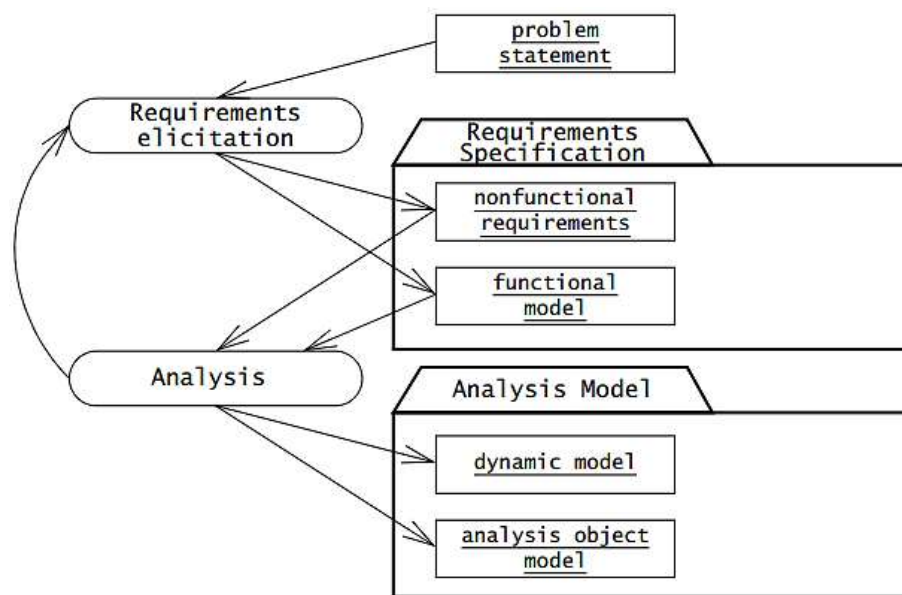 problem
statement
Requirements
elicitation
Requirements
Specification
nonfunctional
requirements
functional
model
Analysis
Analysis Model
dynamic model
analysis object
model